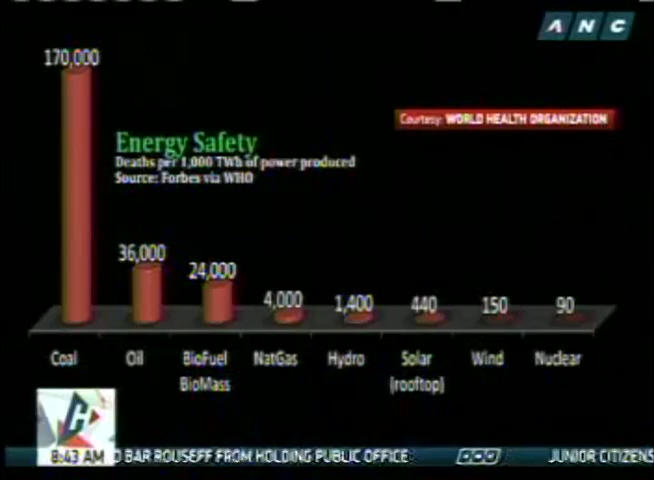 ANC
170,000
Courtesy: WORLD HEALTH ORGANIZATION
Energy Safety
Deaths per 1,000 TWh of power produced
Source: Forbes via WHO
36,000
24,000
4,000
1,400
440
150
90
Coal Oil BioFuel NatGas Hydro Solar Wind Nuclear
BioMass (rooftop)
8:43 AM D BAR ROUSEFF FROM HOLDING PUBLIC OFFICE JUNIOR CITIZENS